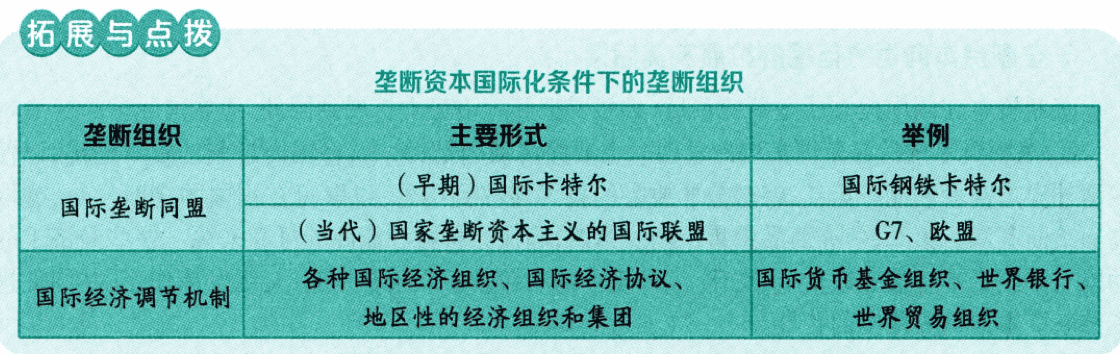 拓展与点拨
垄断资本国际化条件下的垄断组织
垄断组织 主要形式 举例
国际垄断同盟 （早期）国际卡特尔 国际钢铁卡特尔
（当代）国家垄断资本主义的国际联盟 G7、欧盟
国际经济调节机制 各种国际经济组织、国际经济协议、 国际货币基金组织、世界银行、
地区性的经济组织和集团 世界贸易组织